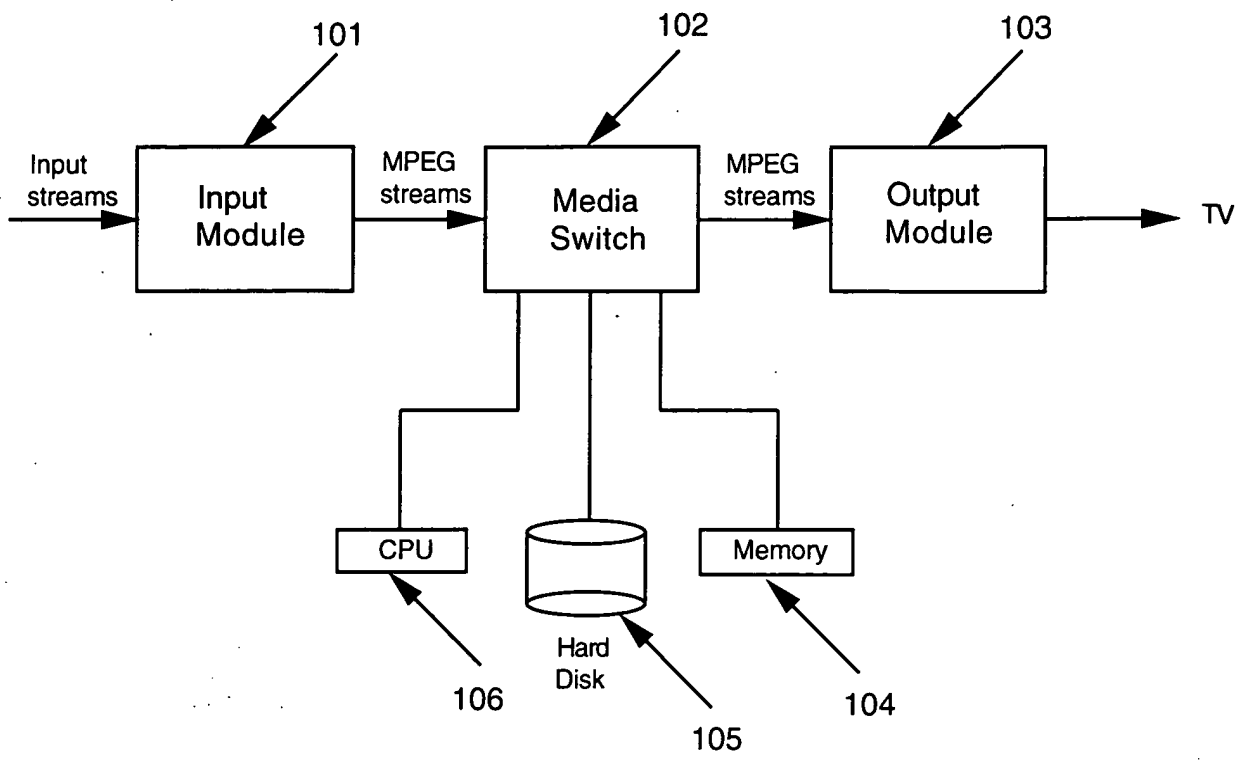 101
102
103
Input
streams
Input
Module
MPEG
streams
Media
Switch
MPEG
streams
Output
Module
TV
CPU
Memory
Hard
Disk
106
105
104